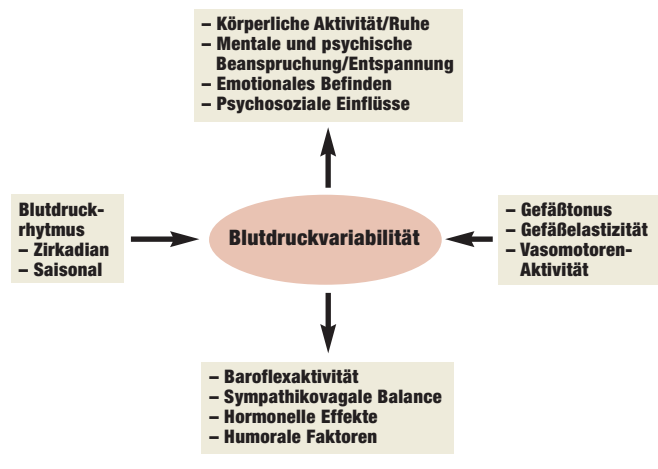 – Körperliche Aktivität/Ruhe
– Mentale und psychische
Beanspruchung/Entspannung
– Emotionales Befinden
– Psychosoziale Einflüsse
Blutdruck-
rhytmus
– Zirkadian
– Saisonal
Blutdruckvariabilität
– Gefäßtonus
– Gefäßelastizität
– Vasomotoren-
Aktivität
– Baroflexaktivität
– Sympathikovagale Balance
– Hormonelle Effekte
– Humorale Faktoren